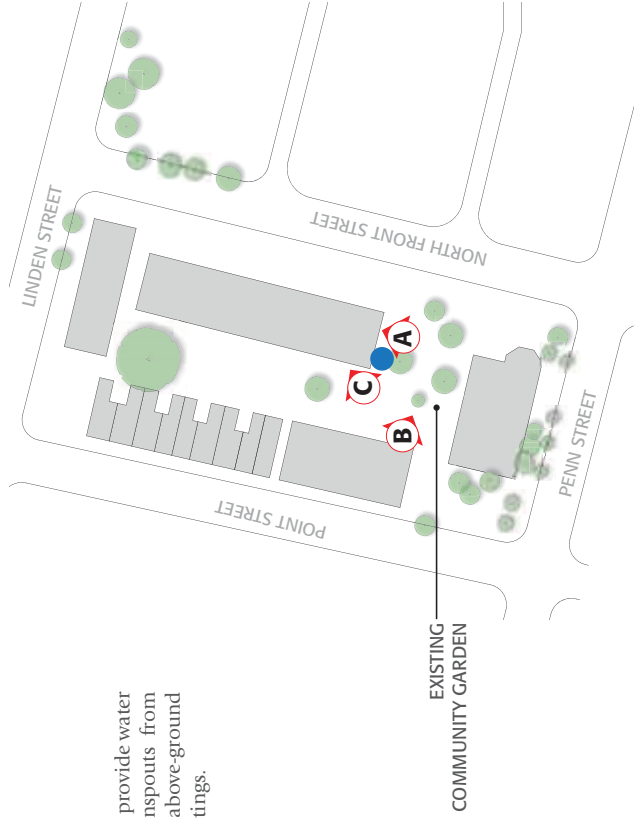 LINDEN STREET
NORTH FRONT STREET
A
C
B
POINT STREET
PENN STREET
EXISTING
COMMUNITY GARDEN
provide water
nspouts from
above-ground
tings.